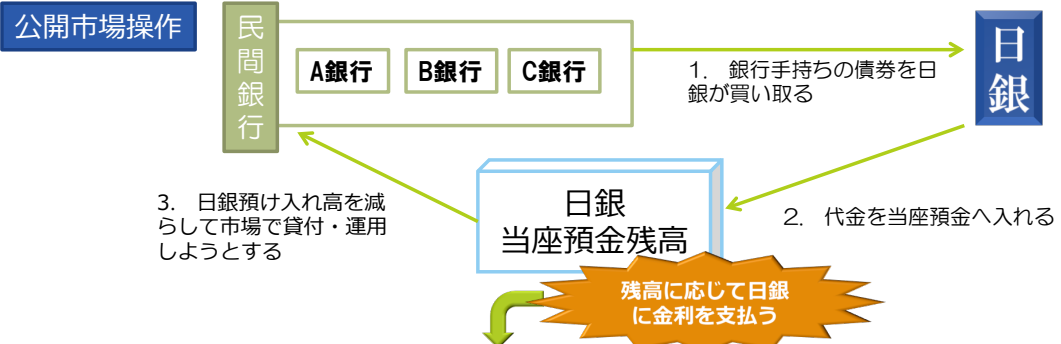 公開市場操作
民間銀行
A銀行
B銀行
C銀行
1.　銀行手持ちの債券を日
銀が買い取る
日銀
3.　日銀預け入れ高を減
らして市場で貸付・運用
しようとする
日銀
当座預金残高
2.　代金を当座預金へ入れる
残高に応じて日銀
に金利を支払う